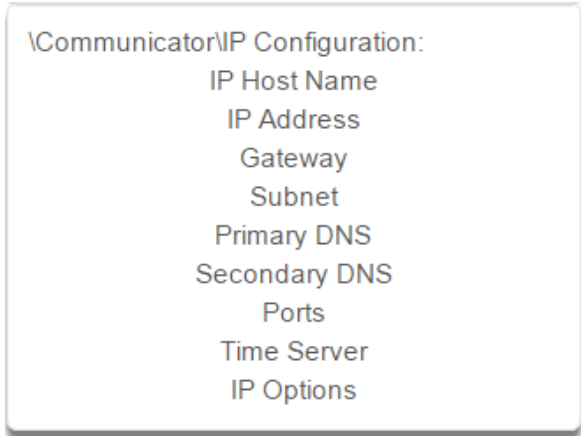 \Communicator\IP Configuration:
IP Host Name
IP Address
Gateway
Subnet
Primary DNS
Secondary DNS
Ports
Time Server
IP Options